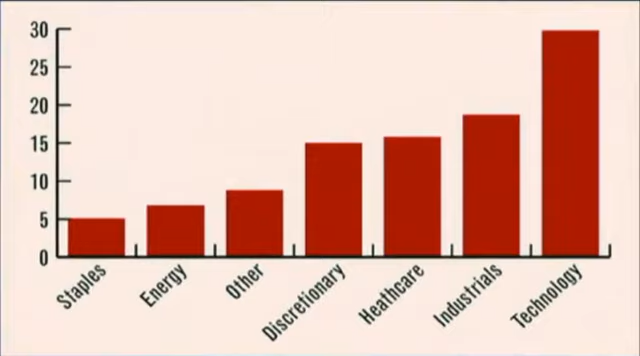 30
25
20
15
10
5
0
Staples
Energy
Other
Discretionary
Heathcare
Industrials
Technology